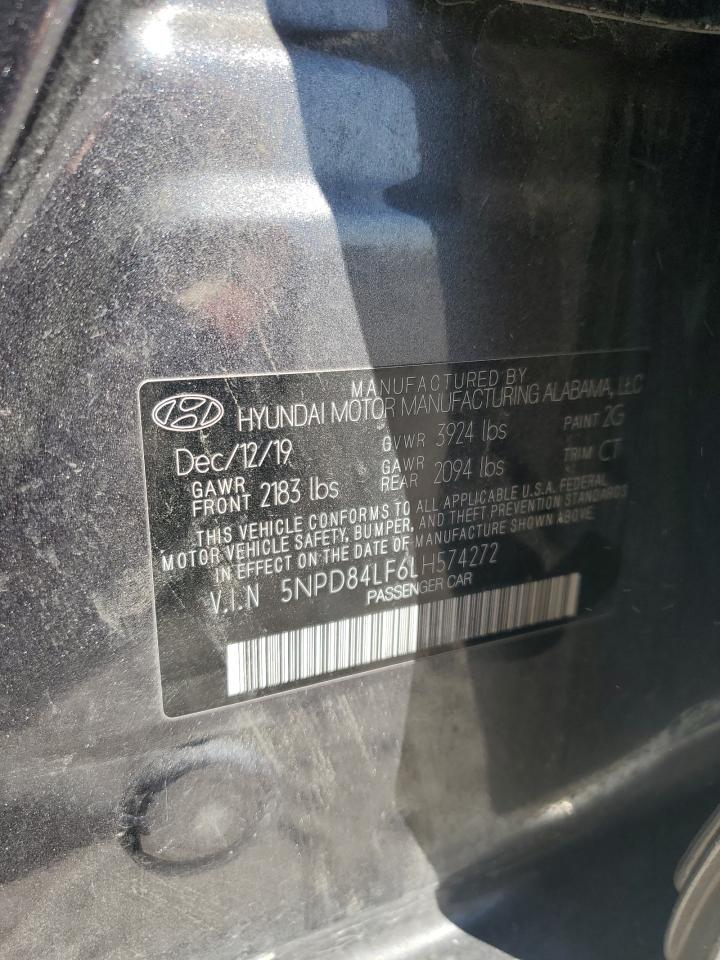 MANUFACTURED BY
HYUNDAI MOTOR MANUFACTURING ALABAMA, LLC
Dec/12/19 GVWR 3924 lbs PAINT 2G
GAWR FRONT 2183 lbs GAWR REAR 2094 lbs TRIM CT
THIS VEHICLE CONFORMS TO ALL APPLICABLE U.S.A. FEDERAL
MOTOR VEHICLE SAFETY, BUMPER, AND THEFT PREVENTION STANDARDS
IN EFFECT ON THE DATE OF MANUFACTURE SHOWN ABOVE.
V.I.N 5NPD84LF6LH574272
PASSENGER CAR